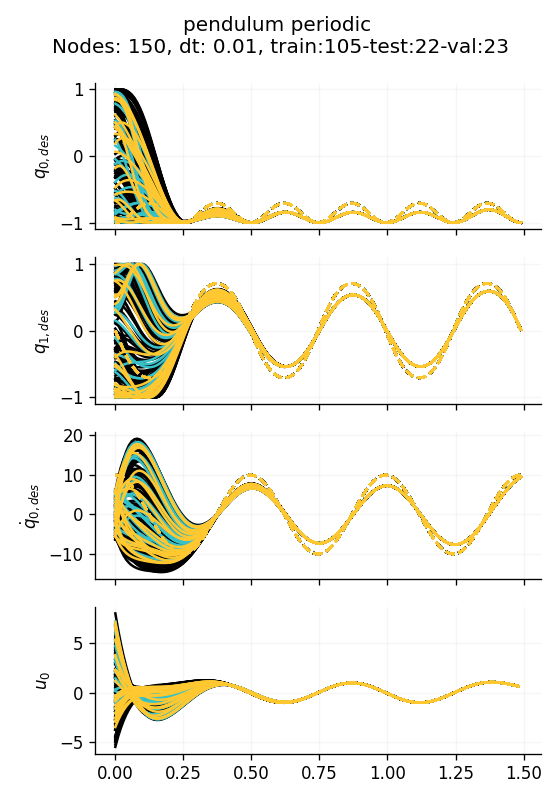 pendulum periodic
Nodes: 150, dt: 0.01, train:105-test:22-val:23
1
0
−1
q0,des
1
0
−1
q1,des
20
10
0
−10
q̇0,des
5
0
−5
u0
0.00 0.25 0.50 0.75 1.00 1.25 1.50